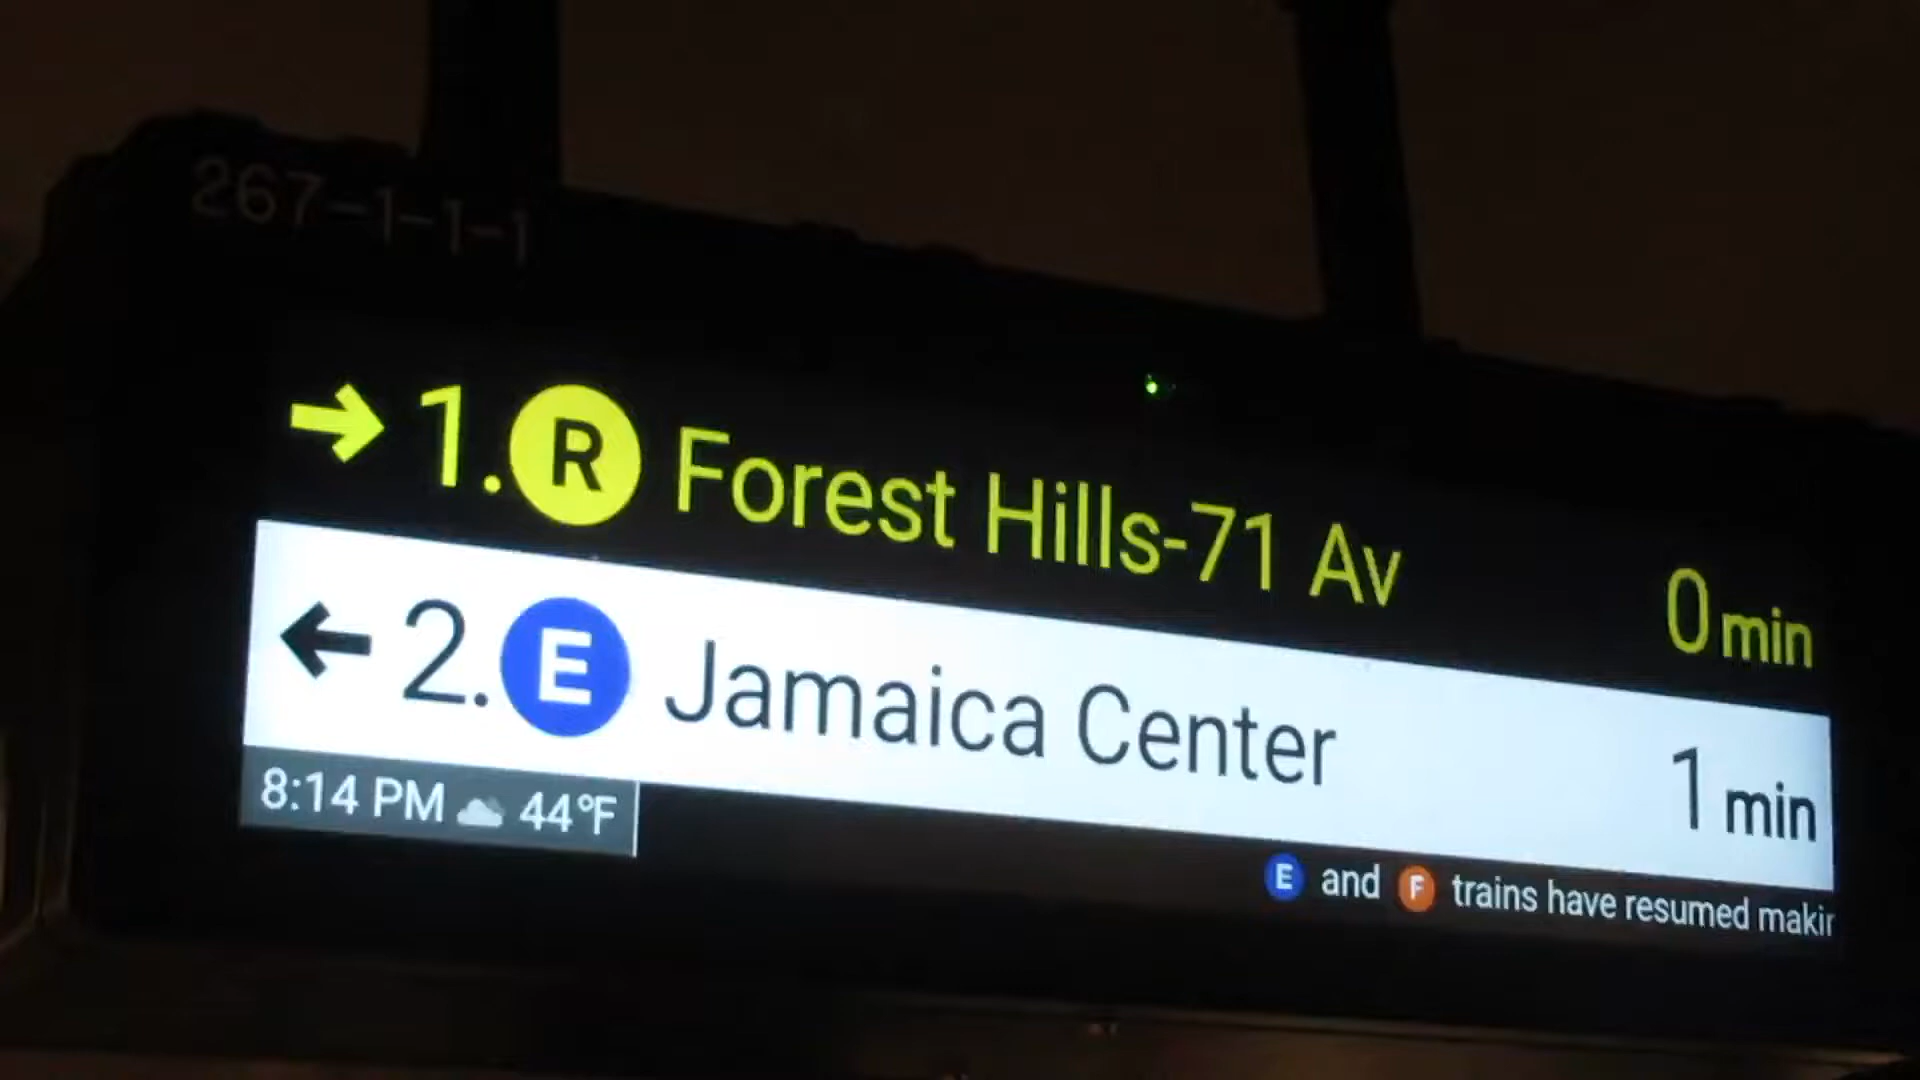 267-1-1-1
→ 1. R Forest Hills-71 Av 0 min
← 2. E Jamaica Center 1 min
8:14 PM 44°F
E and F trains have resumed makin